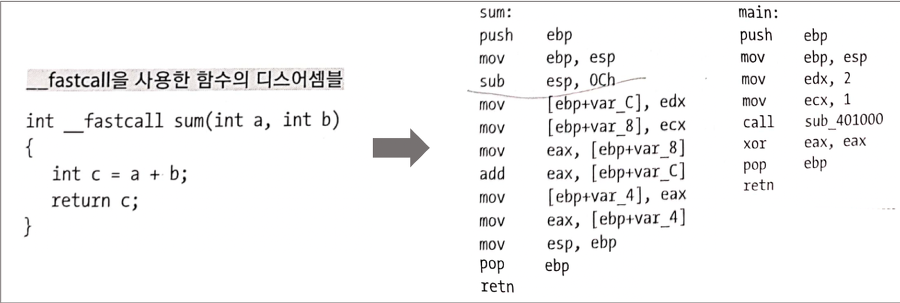 __fastcall을 사용한 함수의 디스어셈블
int __fastcall sum(int a, int b)
{
int c = a + b;
return c;
}
sum:
push ebp
mov ebp, esp
sub esp, 0Ch
mov [ebp+var_C], edx
mov [ebp+var_8], ecx
mov eax, [ebp+var_8]
add eax, [ebp+var_C]
mov [ebp+var_4], eax
mov eax, [ebp+var_4]
mov esp, ebp
pop ebp
retn
main:
push ebp
mov ebp, esp
mov edx, 2
mov ecx, 1
call sub_401000
xor eax, eax
pop ebp
retn